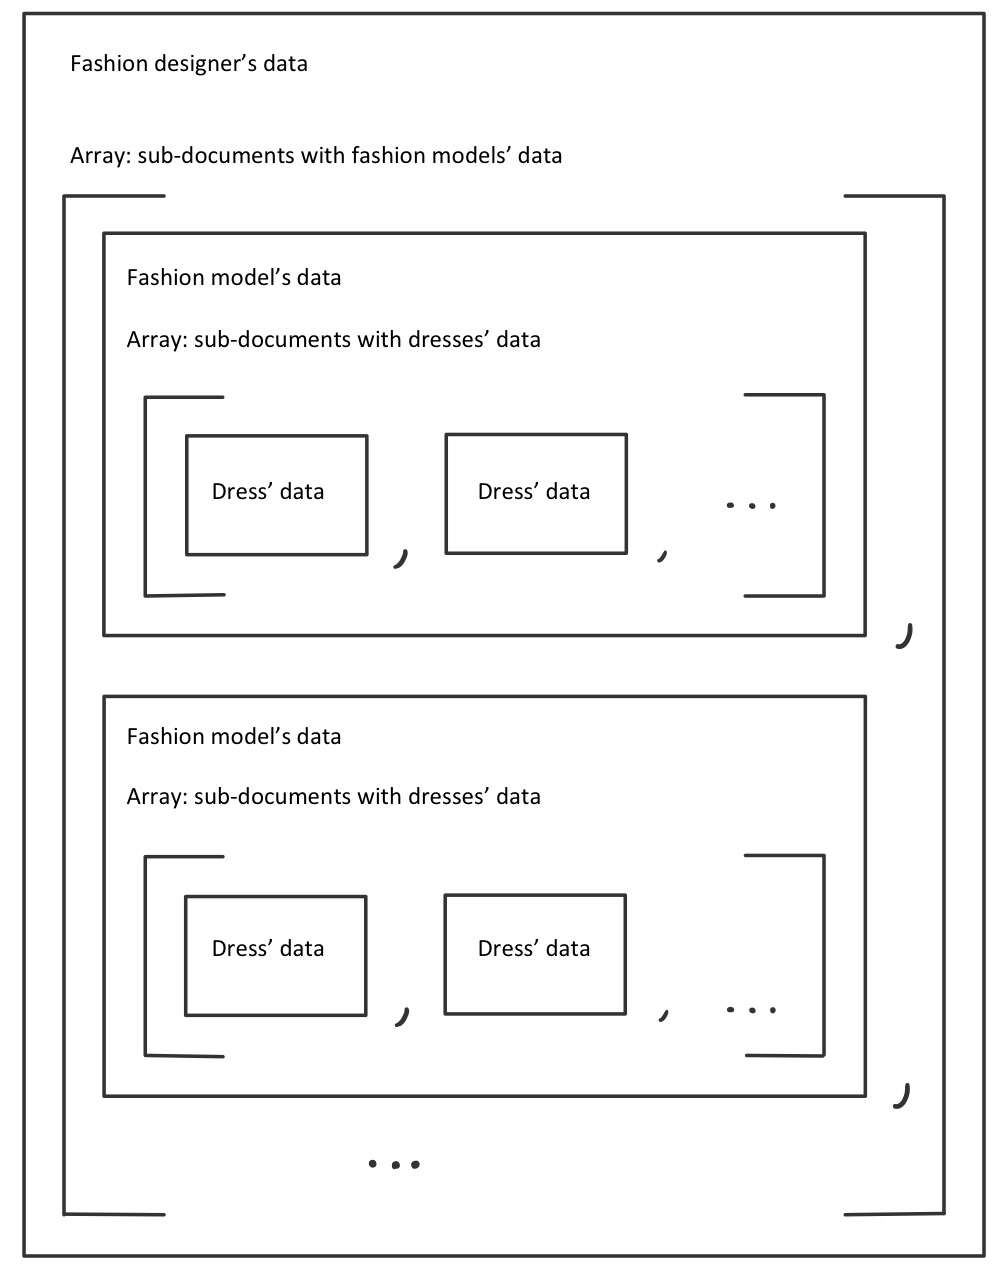 Fashion designer’s data
Array: sub-documents with fashion models’ data
Fashion model’s data
Array: sub-documents with dresses’ data
Dress’ data , Dress’ data , ...
,
Fashion model’s data
Array: sub-documents with dresses’ data
Dress’ data , Dress’ data , ...
,
...